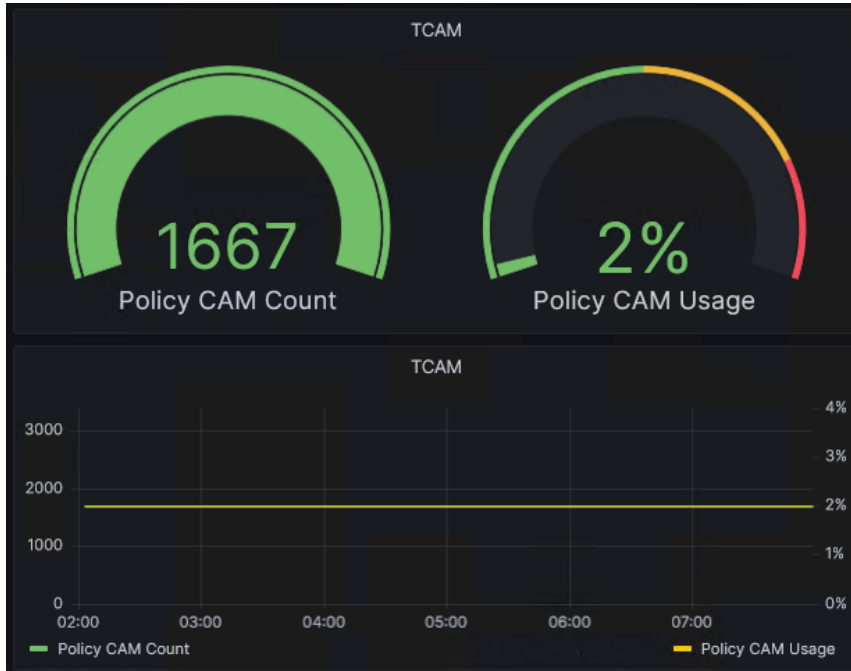 TCAM
1667 2%
Policy CAM Count Policy CAM Usage
TCAM
4%
3000
3%
2000
2%
1000
1%
0 0%
02:00 03:00 04:00 05:00 06:00 07:00
Policy CAM Count Policy CAM Usage